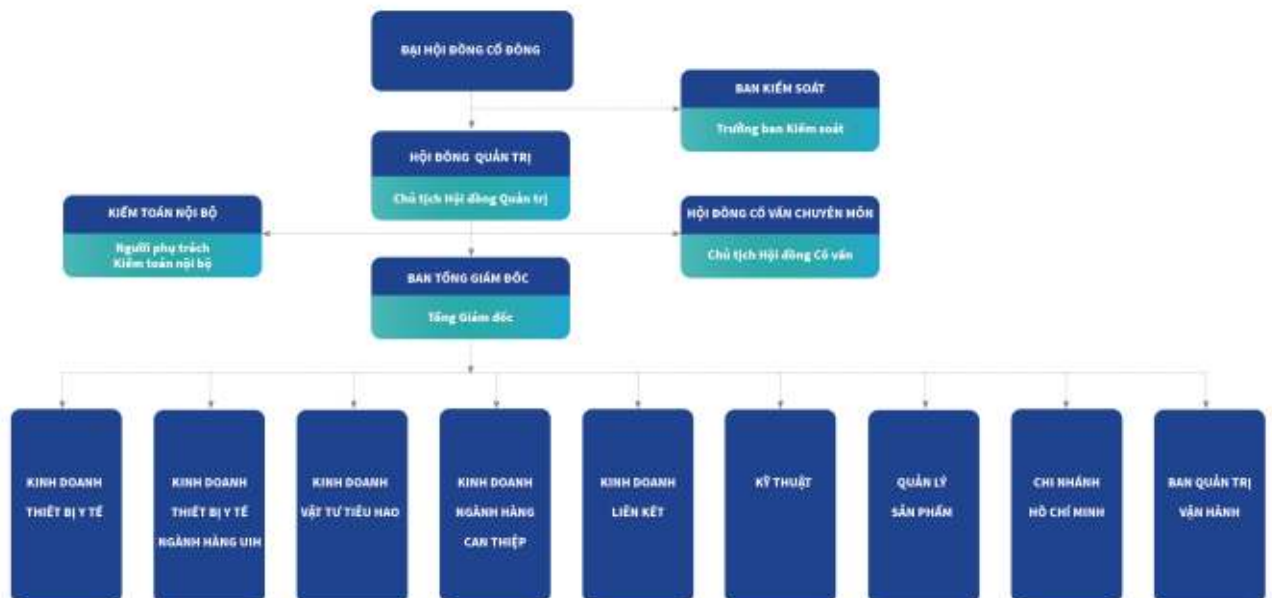 ĐẠI HỘI ĐỒNG CỔ ĐÔNG
BAN KIỂM SOÁT
Trưởng ban Kiểm soát
HỘI ĐỒNG QUẢN TRỊ
Chủ tịch Hội đồng Quản trị
KIỂM TOÁN NỘI BỘ
Người phụ trách
Kiểm toán nội bộ
HỘI ĐỒNG CỐ VẤN CHUYÊN MÔN
Chủ tịch Hội đồng Cố vấn
BAN TỔNG GIÁM ĐỐC
Tổng Giám đốc
KINH DOANH
THIẾT BỊ Y TẾ
KINH DOANH
THIẾT BỊ Y TẾ
NGÀNH HÀNG UIH
KINH DOANH
VẬT TƯ TIÊU HAO
KINH DOANH
NGÀNH HÀNG
CAN THIỆP
KINH DOANH
LIÊN KẾT
KỸ THUẬT
QUẢN LÝ
SẢN PHẨM
CHI NHÁNH
HỒ CHÍ MINH
BAN QUẢN TRỊ
VẬN HÀNH